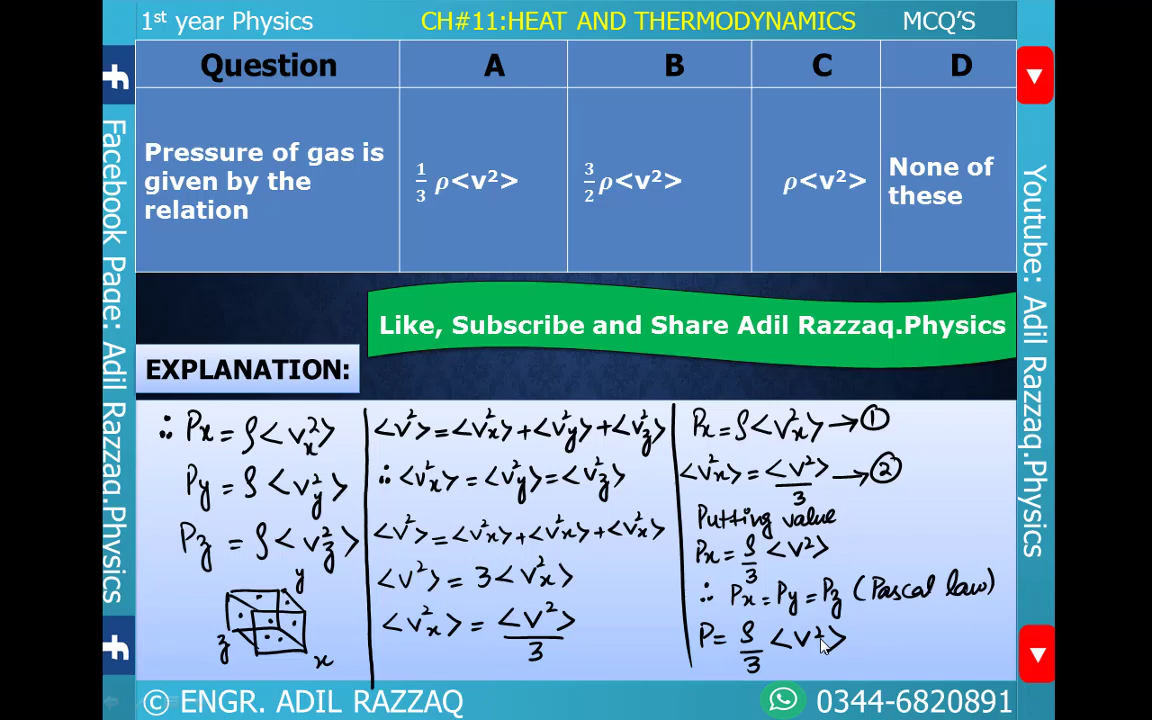 1st year Physics CH#11:HEAT AND THERMODYNAMICS MCQ'S
Question A B C D
Pressure of gas is
given by the
relation
1/3 ρ<v²>
3/2 ρ<v²>
ρ<v²>
None of
these
Like, Subscribe and Share Adil Razzaq.Physics
EXPLANATION:
∴ Px = ρ<vx²>
Py = ρ<vy²>
Pz = ρ<vz²>
y
z
x
<v²> = <vx²> + <vy²> + <vz²>
∴ <vx²> = <vy²> = <vz²>
<v²> = <vx²> + <vx²> + <vx²>
<v²> = 3<vx²>
<vx²> = <v²>/3
Px = ρ<vx²> → ①
<vx²> = <v²>/3 → ②
Putting value
Px = ρ/3 <v²>
∴ Px = Py = Pz (Pascal law)
P = ρ/3 <v²>
© ENGR. ADIL RAZZAQ 0344-6820891
Facebook Page: Adil Razzaq.Physics
Youtube: Adil Razzaq.Physics